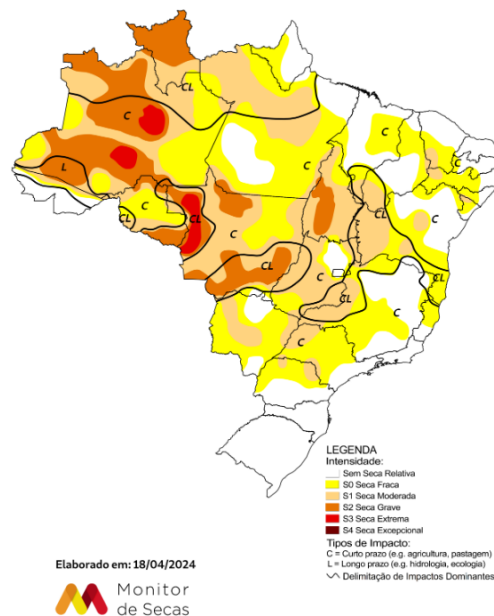 CL
C
C
C
C
L
C
C
CL
C
CL
C
CL
C
CL
CL
C
C
LEGENDA
Intensidade:
Sem Seca Relativa
S0 Seca Fraca
S1 Seca Moderada
S2 Seca Grave
S3 Seca Extrema
S4 Seca Excepcional
Tipos de Impacto:
C = Curto prazo (e.g. agricultura, pastagem)
L = Longo prazo (e.g. hidrologia, ecologia)
Delimitação de Impactos Dominantes
Elaborado em: 18/04/2024
Monitor
de Secas